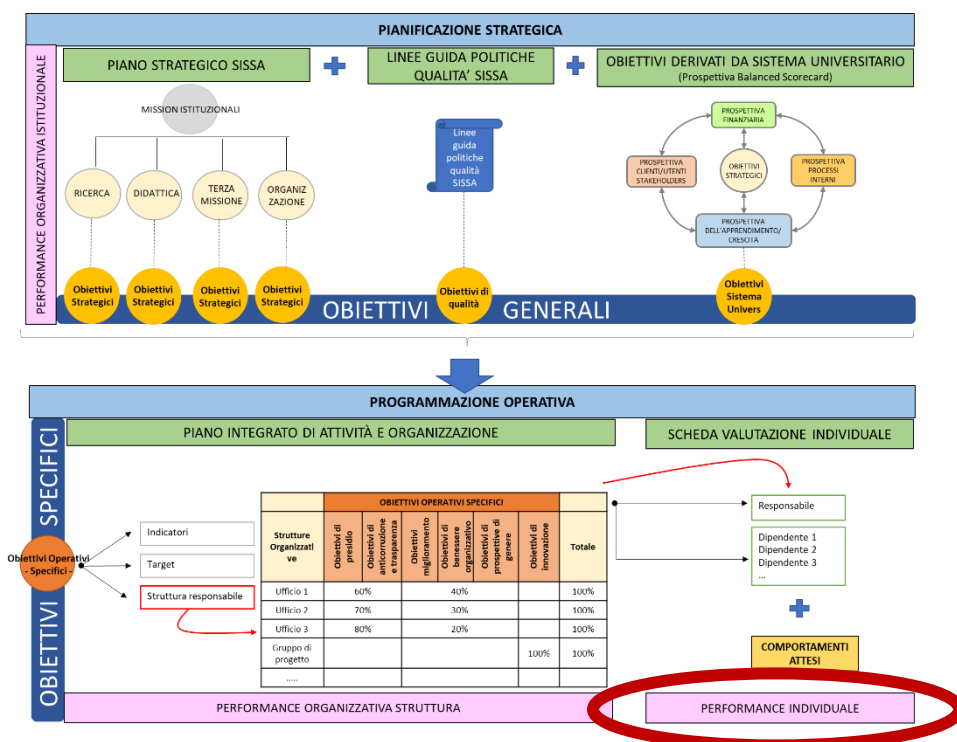 PIANIFICAZIONE STRATEGICA
PERFORMANCE ORGANIZZATIVA ISTITUZIONALE
PIANO STRATEGICO SISSA
LINEE GUIDA POLITICHE
QUALITA’ SISSA
OBIETTIVI DERIVATI DA SISTEMA UNIVERSITARIO
(Prospettiva Balanced Scorecard)
MISSION ISTITUZIONALI
RICERCA
DIDATTICA
TERZA
MISSIONE
ORGANIZ
ZAZIONE
Linee
guida
politiche
qualità
SISSA
PROSPETTIVA
FINANZIARIA
PROSPETTIVA
CLIENTI/UTENTI
STAKEHOLDERS
OBIETTIVI
STRATEGICI
PROSPETTIVA
PROCESSI
INTERNI
PROSPETTIVA
DELL'APPRENDIMENTO/
CRESCITA
Obiettivi
Strategici
Obiettivi
Strategici
Obiettivi
Strategici
Obiettivi
Strategici
Obiettivi di
qualità
Obiettivi
Sistema
Univers
OBIETTIVI GENERALI
PROGRAMMAZIONE OPERATIVA
OBIETTIVI SPECIFICI
PIANO INTEGRATO DI ATTIVITÀ E ORGANIZZAZIONE
SCHEDA VALUTAZIONE INDIVIDUALE
Obiettivi Operativi
- Specifici -
Indicatori
Target
Struttura responsabile
Strutture
Organizzati
ve
OBIETTIVI OPERATIVI SPECIFICI
Obiettivi di
presidio
Obiettivi di
anticorruzione
e trasparenza
Obiettivi
miglioramento
Obiettivi di
benessere
organizzativo
Obiettivi di
prospettive di
genere
Obiettivi di
innovazione
Totale
Ufficio 1 60% 40% 100%
Ufficio 2 70% 30% 100%
Ufficio 3 80% 20% 100%
Gruppo di
progetto 100% 100%
.....
Responsabile
Dipendente 1
Dipendente 2
Dipendente 3
...
COMPORTAMENTI
ATTESI
PERFORMANCE ORGANIZZATIVA STRUTTURA
PERFORMANCE INDIVIDUALE